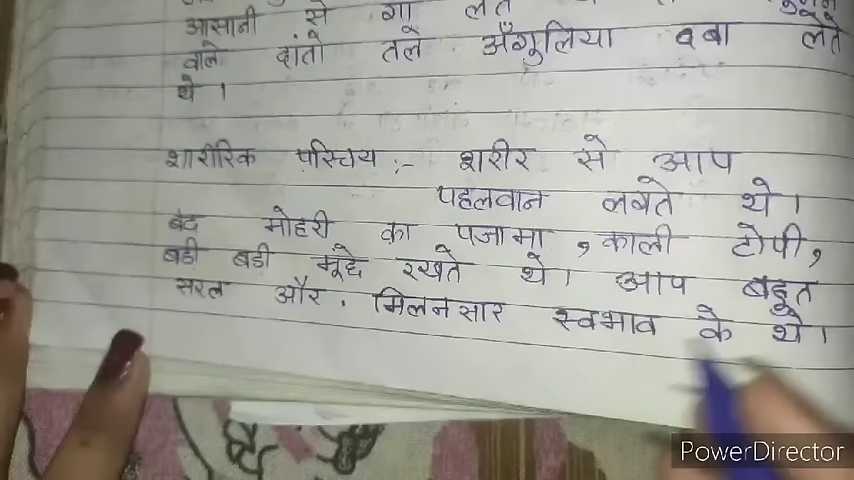 आसानी से गा लेते
वाले दांतो तले अँगुलिया दबा लेते
थे।
शारीरिक परिचय :- शरीर से आप
पहलवान लगते थे।
बंद मोहरी का पजामा, काली टोपी,
बडी बडी मूंछे रखते थे। आप बहुत
सरल और मिलनसार स्वभाव के थे।
PowerDirector